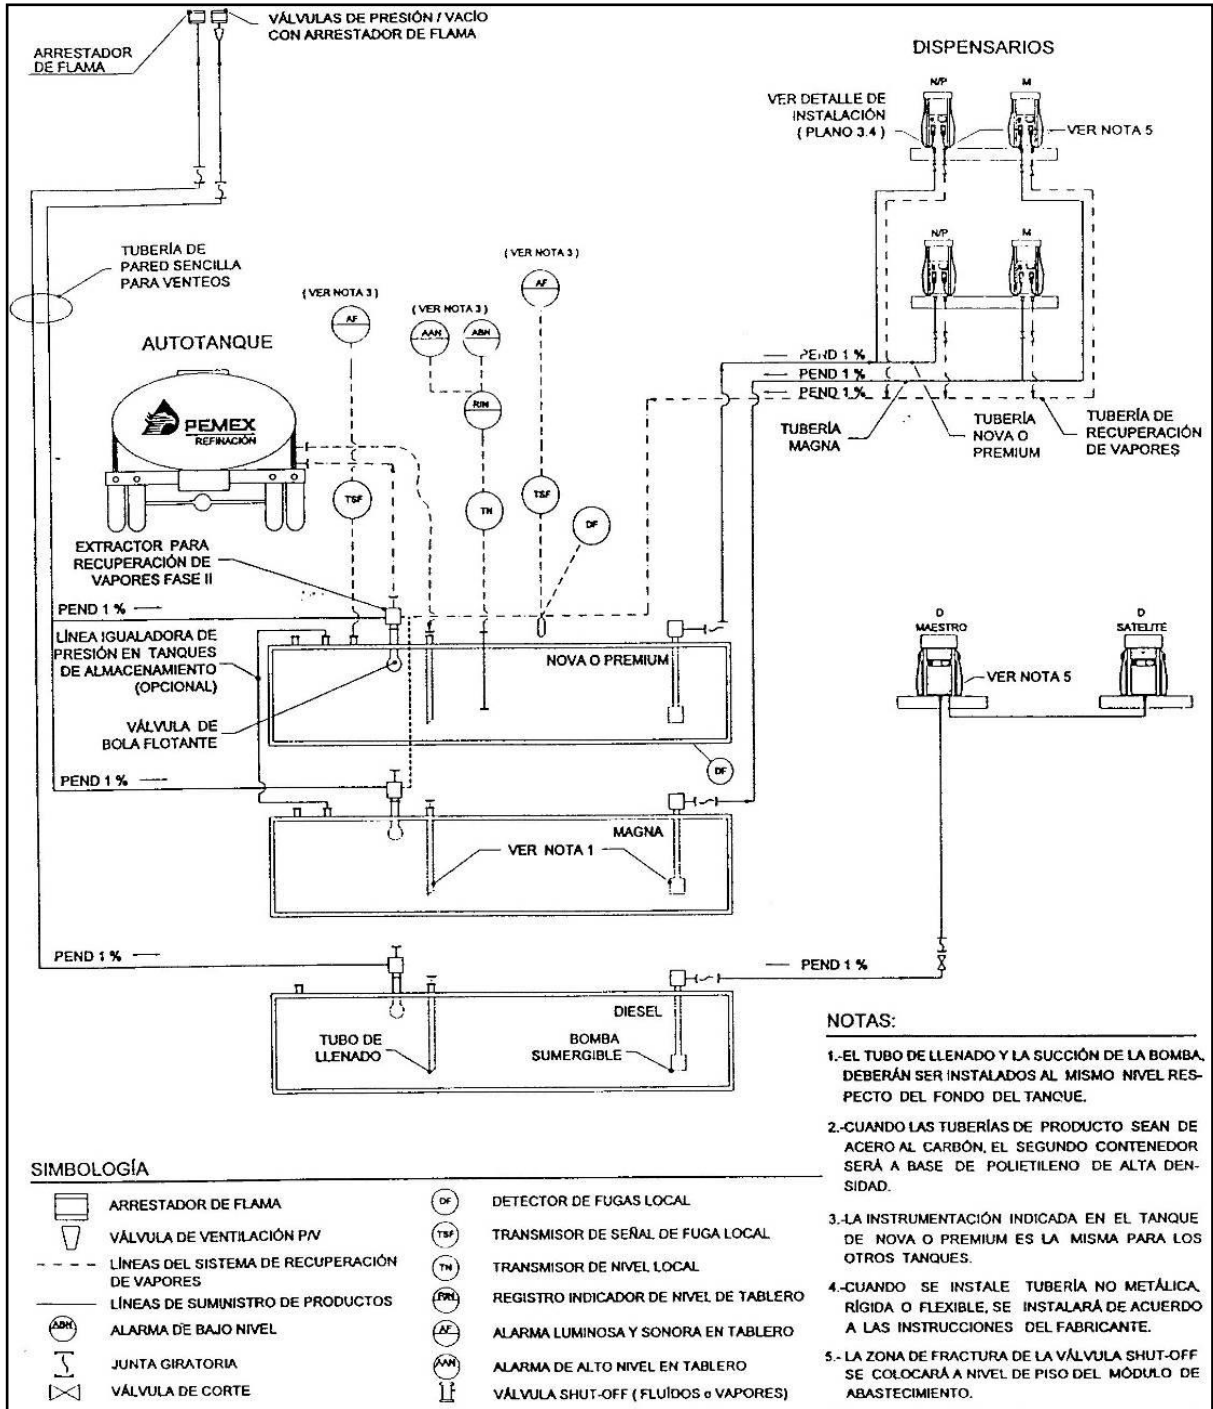 VÁLVULAS DE PRESIÓN / VACÍO
CON ARRESTADOR DE FLAMA
ARRESTADOR
DE FLAMA
DISPENSARIOS
N/P
M
VER DETALLE DE
INSTALACIÓN
( PLANO 3.4 )
VER NOTA 5
N/P
M
TUBERÍA DE
PARED SENCILLA
PARA VENTEOS
( VER NOTA 3 )
AF
( VER NOTA 3 )
AAN
ABN
RIN
( VER NOTA 3 )
AF
AUTOTANQUE
PEMEX
REFINACIÓN
TSF
TN
TSF
DF
PEND 1 %
PEND 1 %
PEND 1 %
TUBERÍA
MAGNA
TUBERÍA
NOVA O
PREMIUM
TUBERÍA DE
RECUPERACIÓN
DE VAPORES
EXTRACTOR PARA
RECUPERACIÓN DE
VAPORES FASE II
PEND 1 %
LÍNEA IGUALADORA DE
PRESIÓN EN TANQUES
DE ALMACENAMIENTO
(OPCIONAL)
NOVA O PREMIUM
VÁLVULA DE
BOLA FLOTANTE
DF
D
MAESTRO
D
SATELITE
VER NOTA 5
PEND 1 %
MAGNA
VER NOTA 1
PEND 1 %
PEND 1 %
DIESEL
TUBO DE
LLENADO
BOMBA
SUMERGIBLE
NOTAS:
1.-EL TUBO DE LLENADO Y LA SUCCIÓN DE LA BOMBA,
DEBERÁN SER INSTALADOS AL MISMO NIVEL RES-
PECTO DEL FONDO DEL TANQUE.
2.-CUANDO LAS TUBERÍAS DE PRODUCTO SEAN DE
ACERO AL CARBÓN, EL SEGUNDO CONTENEDOR
SERÁ A BASE DE POLIETILENO DE ALTA DEN-
SIDAD.
3.-LA INSTRUMENTACIÓN INDICADA EN EL TANQUE
DE NOVA O PREMIUM ES LA MISMA PARA LOS
OTROS TANQUES.
4.-CUANDO SE INSTALE TUBERÍA NO METÁLICA,
RÍGIDA O FLEXIBLE, SE INSTALARÁ DE ACUERDO
A LAS INSTRUCCIONES DEL FABRICANTE.
5.- LA ZONA DE FRACTURA DE LA VÁLVULA SHUT-OFF
SE COLOCARÁ A NIVEL DE PISO DEL MÓDULO DE
ABASTECIMIENTO.
SIMBOLOGÍA
ARRESTADOR DE FLAMA
VÁLVULA DE VENTILACIÓN P/V
LÍNEAS DEL SISTEMA DE RECUPERACIÓN
DE VAPORES
LÍNEAS DE SUMINISTRO DE PRODUCTOS
ABN ALARMA DE BAJO NIVEL
JUNTA GIRATORIA
VÁLVULA DE CORTE
DF DETECTOR DE FUGAS LOCAL
TSF TRANSMISOR DE SEÑAL DE FUGA LOCAL
TN TRANSMISOR DE NIVEL LOCAL
RIN REGISTRO INDICADOR DE NIVEL DE TABLERO
AF ALARMA LUMINOSA Y SONORA EN TABLERO
AAN ALARMA DE ALTO NIVEL EN TABLERO
VÁLVULA SHUT-OFF ( FLUÍDOS o VAPORES)